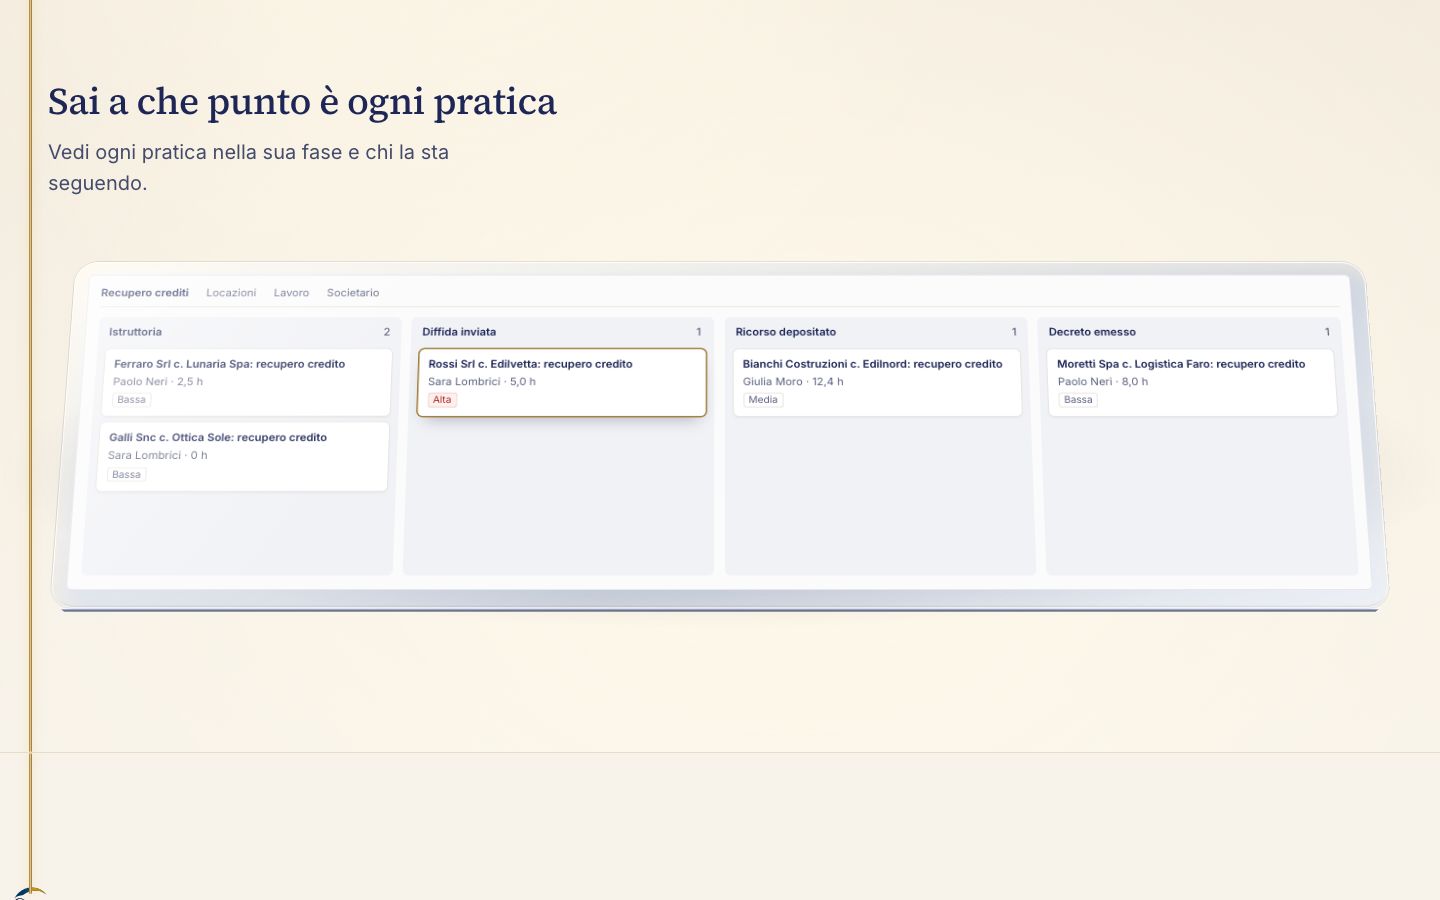 Sai a che punto è ogni pratica
Vedi ogni pratica nella sua fase e chi la sta
seguendo.
Recupero crediti Locazioni Lavoro Societario
Istruttoria 2
Ferraro Srl c. Lunaria Spa: recupero credito
Paolo Neri · 2,5 h
Bassa
Galli Snc c. Ottica Sole: recupero credito
Sara Lombrici · 0 h
Bassa
Diffida inviata 1
Rossi Srl c. Edilvetta: recupero credito
Sara Lombrici · 5,0 h
Alta
Ricorso depositato 1
Bianchi Costruzioni c. Edilnord: recupero credito
Giulia Moro · 12,4 h
Media
Decreto emesso 1
Moretti Spa c. Logistica Faro: recupero credito
Paolo Neri · 8,0 h
Bassa